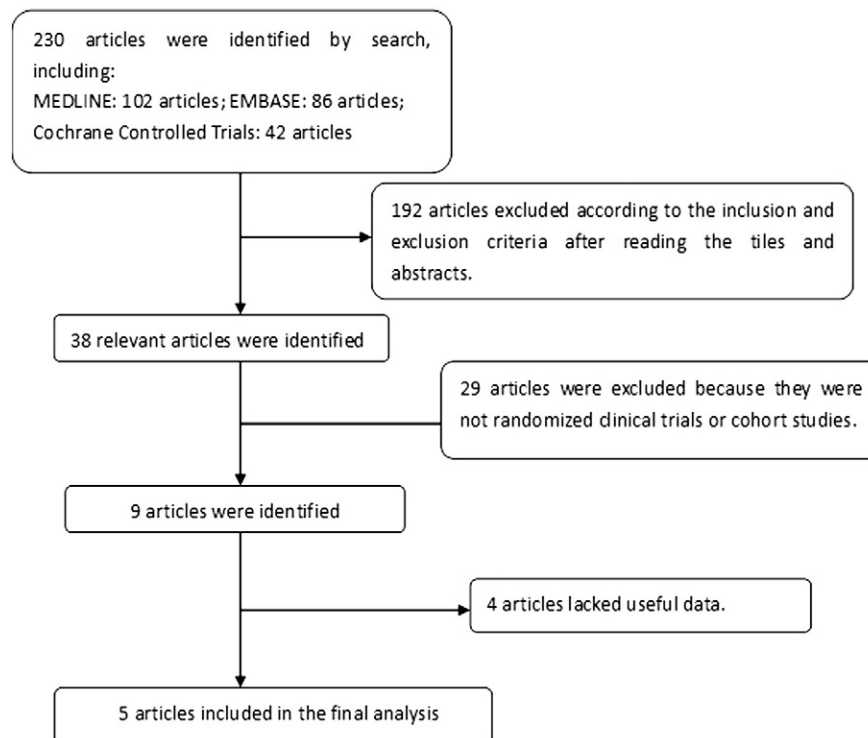 230 articles were identified by search,
including:
MEDLINE: 102 articles; EMBASE: 86 articles;
Cochrane Controlled Trials: 42 articles
192 articles excluded according to the inclusion and
exclusion criteria after reading the tiles and
abstracts.
38 relevant articles were identified
29 articles were excluded because they were
not randomized clinical trials or cohort studies.
9 articles were identified
4 articles lacked useful data.
5 articles included in the final analysis